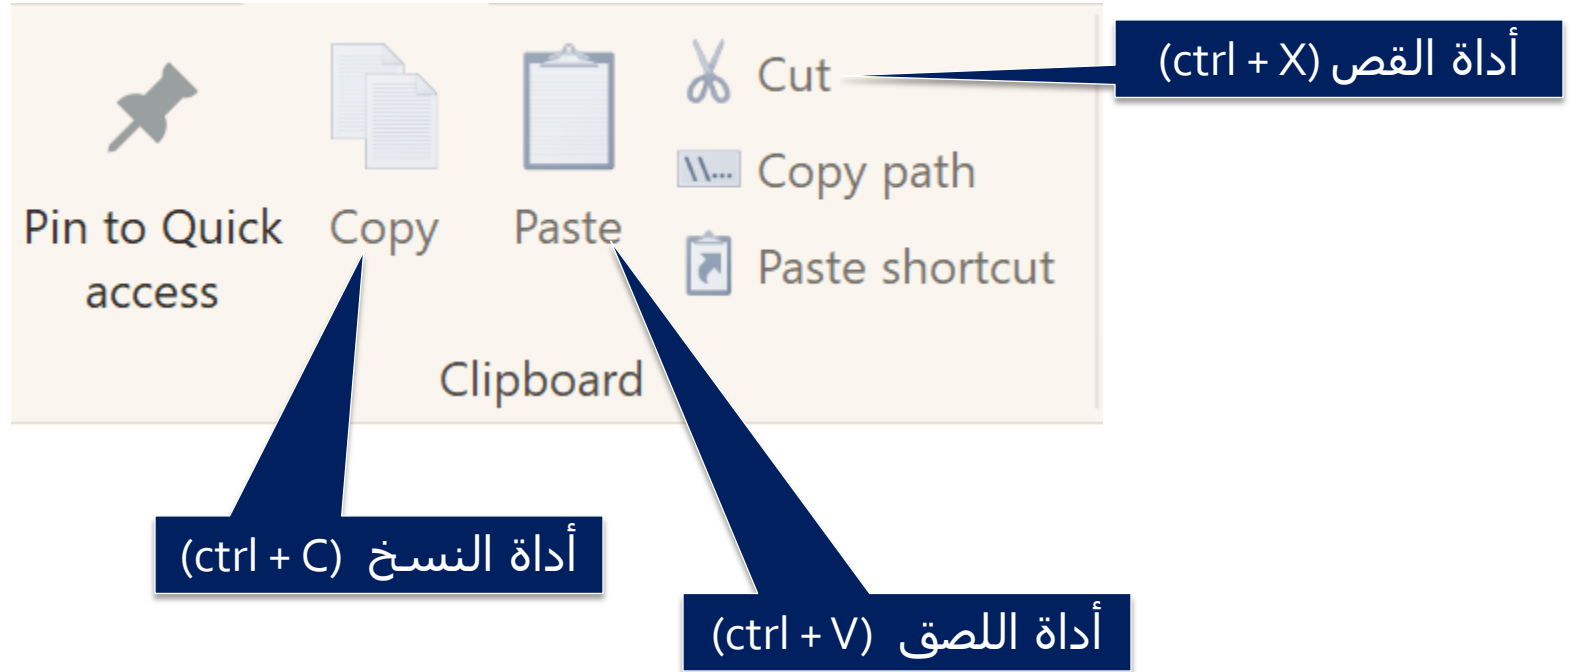 Pin to Quick
access
Copy
Paste
Cut
Copy path
\\...
Paste shortcut
Clipboard
أداة القص (ctrl + X)
أداة النسخ (ctrl + C)
أداة اللصق (ctrl + V)